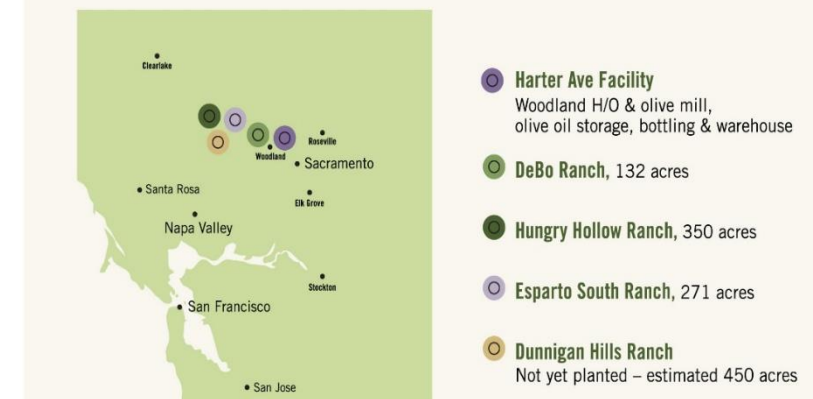 Clearlake
Roseville
Woodland
Sacramento
Santa Rosa
Elk Grove
Napa Valley
Stockton
San Francisco
San Jose
Harter Ave Facility
Woodland H/O & olive mill,
olive oil storage, bottling & warehouse
DeBo Ranch, 132 acres
Hungry Hollow Ranch, 350 acres
Esparto South Ranch, 271 acres
Dunnigan Hills Ranch
Not yet planted – estimated 450 acres